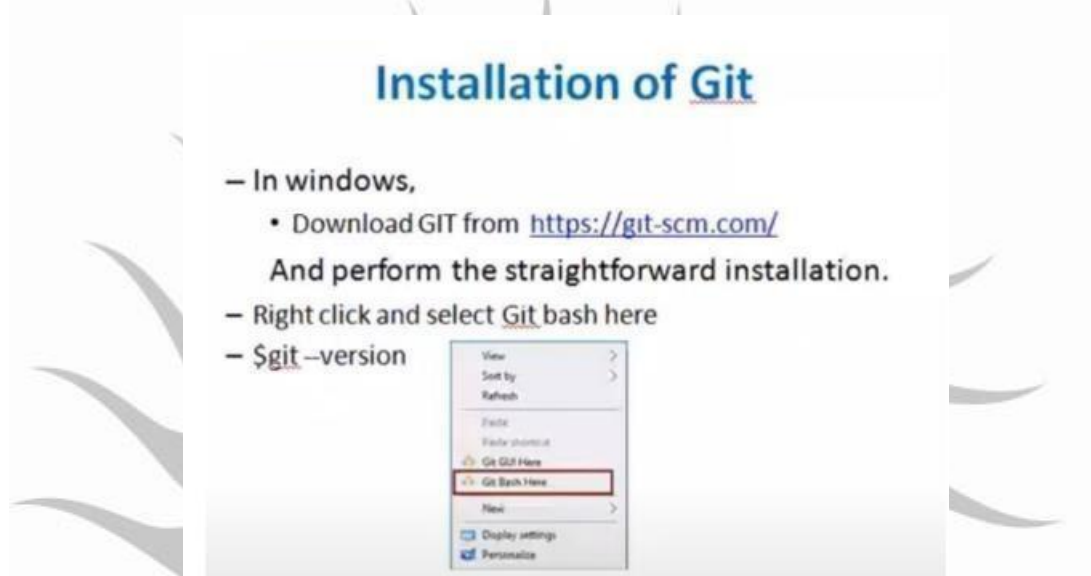 Installation of Git
– In windows,
• Download GIT from https://git-scm.com/
And perform the straightforward installation.
– Right click and select Git bash here
– $git –version
View
Sort by
Refresh
Paste
Paste shortcut
Git GUI Here
Git Bash Here
New
Display settings
Personalize